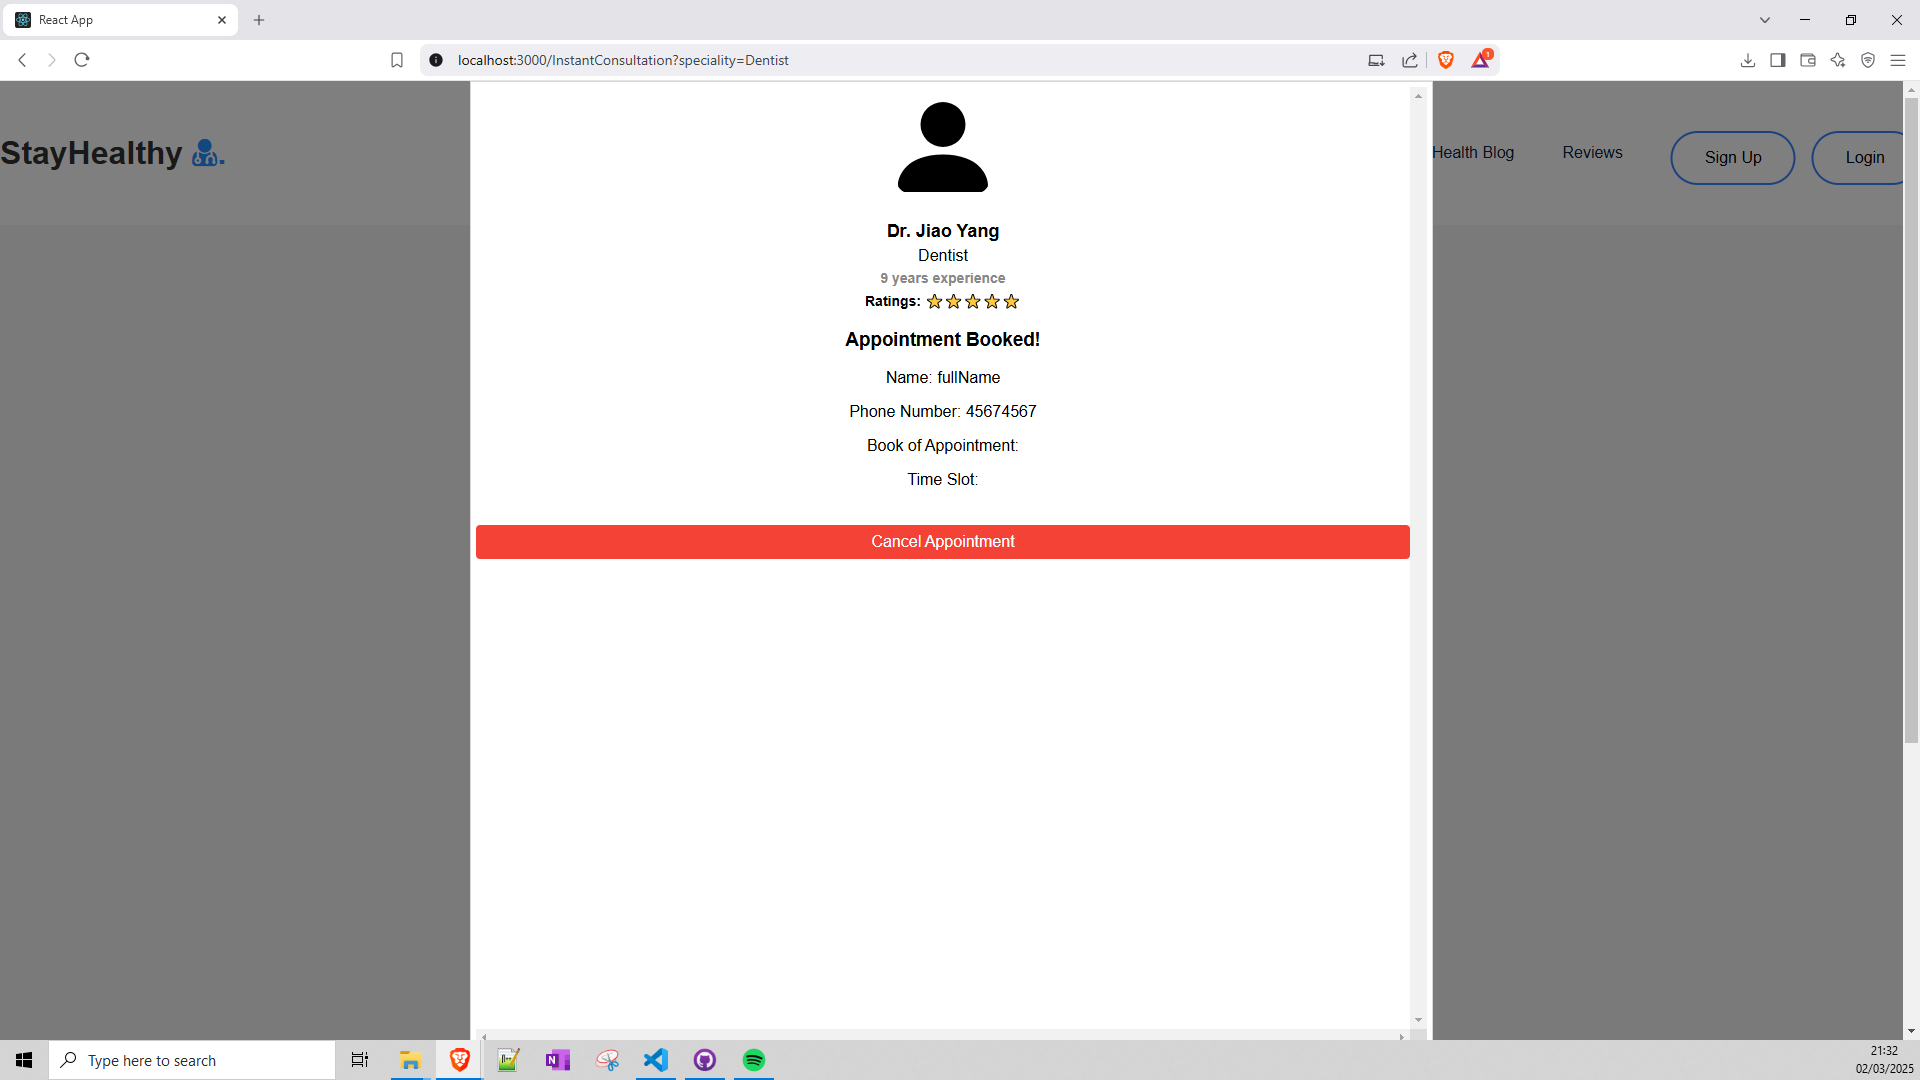 React App
localhost:3000/InstantConsultation?speciality=Dentist
1
StayHealthy .
Health Blog
Reviews
Sign Up
Login
Dr. Jiao Yang
Dentist
9 years experience
Ratings:
Appointment Booked!
Name: fullName
Phone Number: 45674567
Book of Appointment:
Time Slot:
Cancel Appointment
Type here to search
N
21:32
02/03/2025